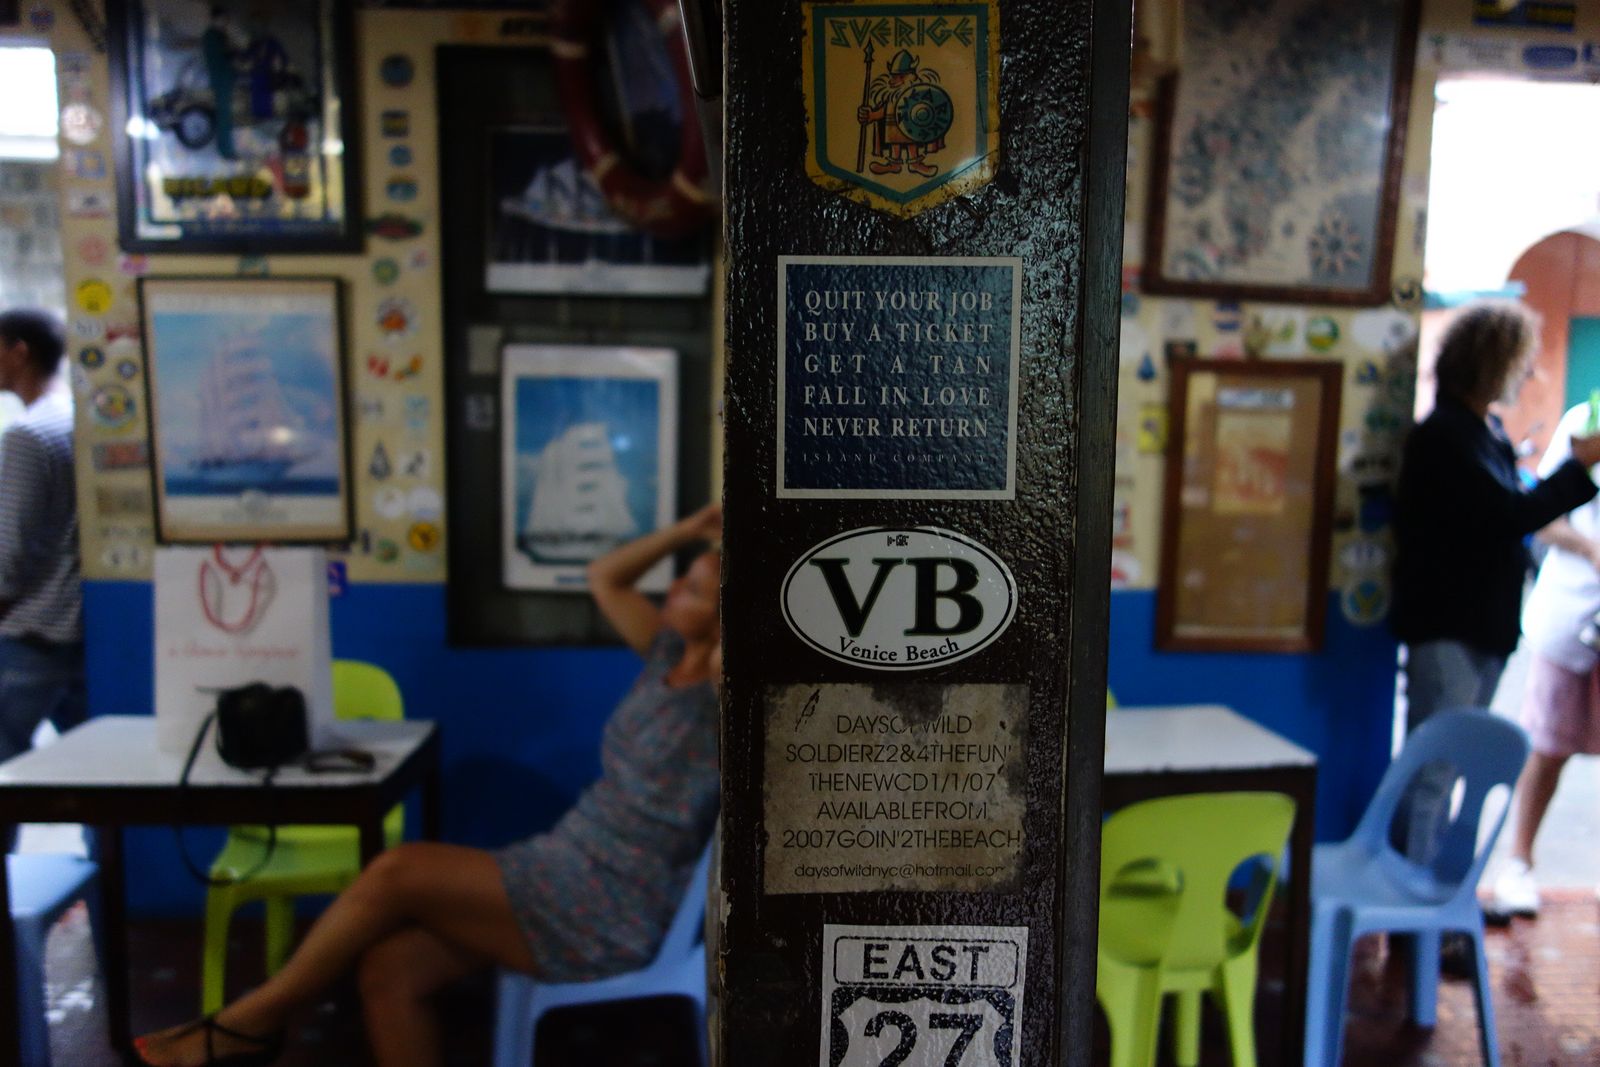 SVERIGE
QUIT YOUR JOB
BUY A TICKET
GET A TAN
FALL IN LOVE
NEVER RETURN
ISLAND COMPANY
VB
Venice Beach
DAYSOFWILD
SOLDIERZ2&4THEFUN'
THENEWCD1/1/07
AVAILABLEFROM
2007GOIN'2THEBEACH
daysofwildnyc@hotmail.com
EAST
27